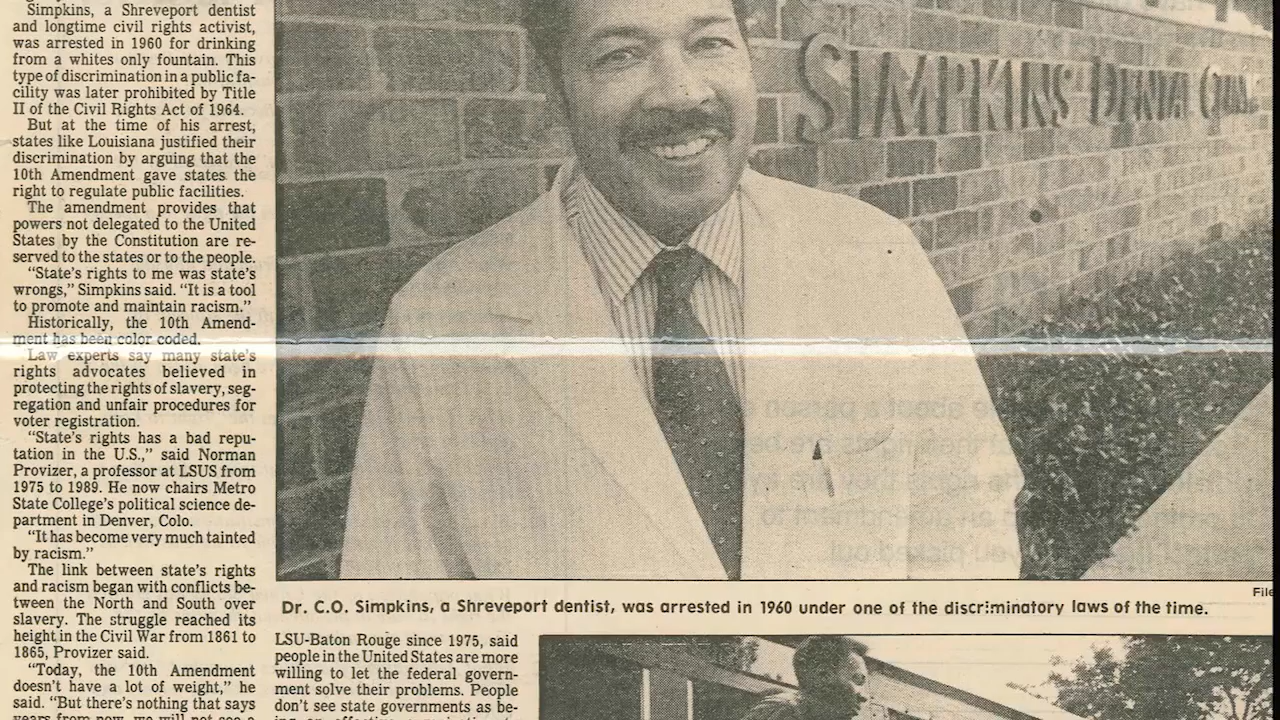 Simpkins, a Shreveport dentist
and longtime civil rights activist,
was arrested in 1960 for drinking
from a whites only fountain. This
type of discrimination in a public fa-
cility was later prohibited by Title
II of the Civil Rights Act of 1964.
But at the time of his arrest,
states like Louisiana justified their
discrimination by arguing that the
10th Amendment gave states the
right to regulate public facilities.
The amendment provides that
powers not delegated to the United
States by the Constitution are re-
served to the states or to the people.
“State’s rights to me was state’s
wrongs,” Simpkins said. “It is a tool
to promote and maintain racism.”
Historically, the 10th Amend-
ment has been color coded.
Law experts say many state’s
rights advocates believed in
protecting the rights of slavery, seg-
regation and unfair procedures for
voter registration.
“State’s rights has a bad repu-
tation in the U.S.,” said Norman
Provizer, a professor at LSUS from
1975 to 1989. He now chairs Metro
State College’s political science de-
partment in Denver, Colo.
“It has become very much tainted
by racism.”
The link between state’s rights
and racism began with conflicts be-
tween the North and South over
slavery. The struggle reached its
height in the Civil War from 1861 to
1865, Provizer said.
“Today, the 10th Amendment
doesn’t have a lot of weight,” he
said. “But there’s nothing that says
years from now, we will not see a
SIMPKINS DENTAL
File
Dr. C.O. Simpkins, a Shreveport dentist, was arrested in 1960 under one of the discriminatory laws of the time.
LSU-Baton Rouge since 1975, said
people in the United States are more
willing to let the federal govern-
ment solve their problems. People
don’t see state governments as be-